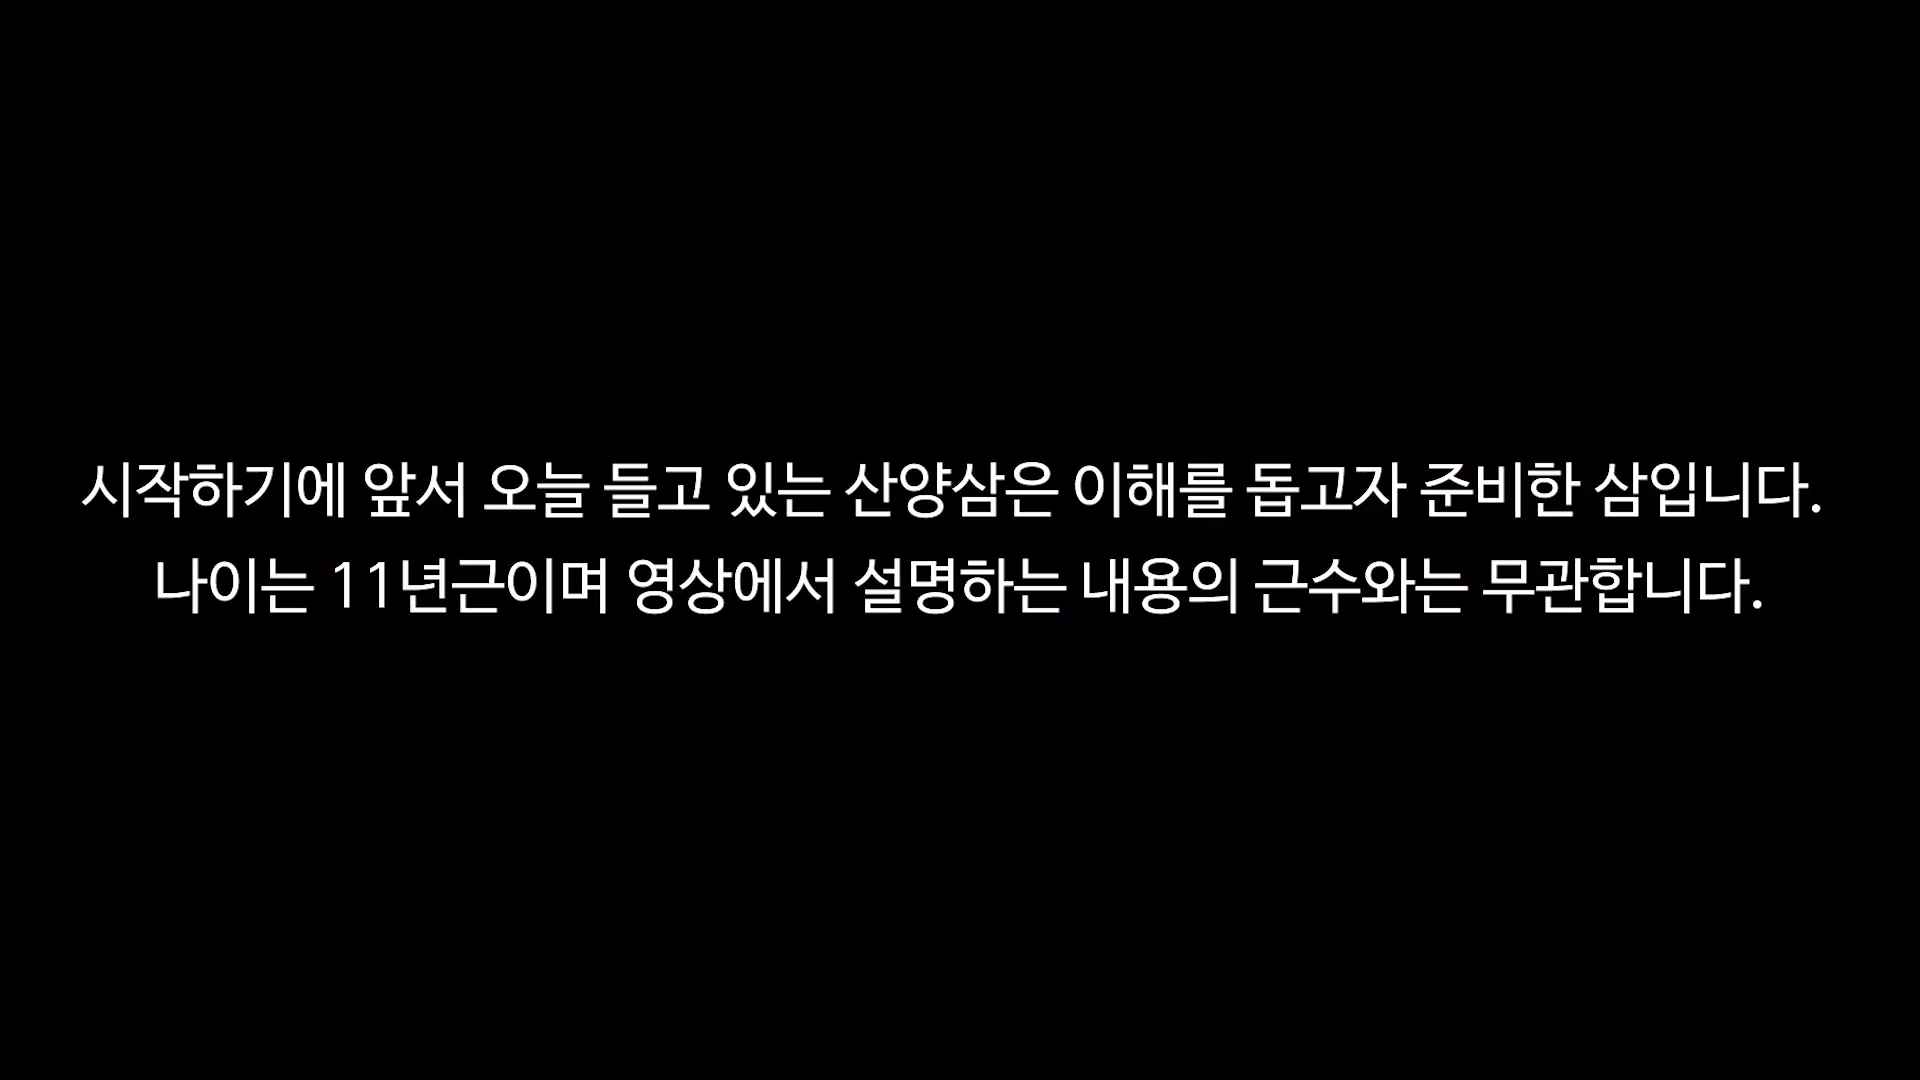 시작하기에 앞서 오늘 들고 있는 산양삼은 이해를 돕고자 준비한 삼입니다.
나이는 11년근이며 영상에서 설명하는 내용의 근수와는 무관합니다.